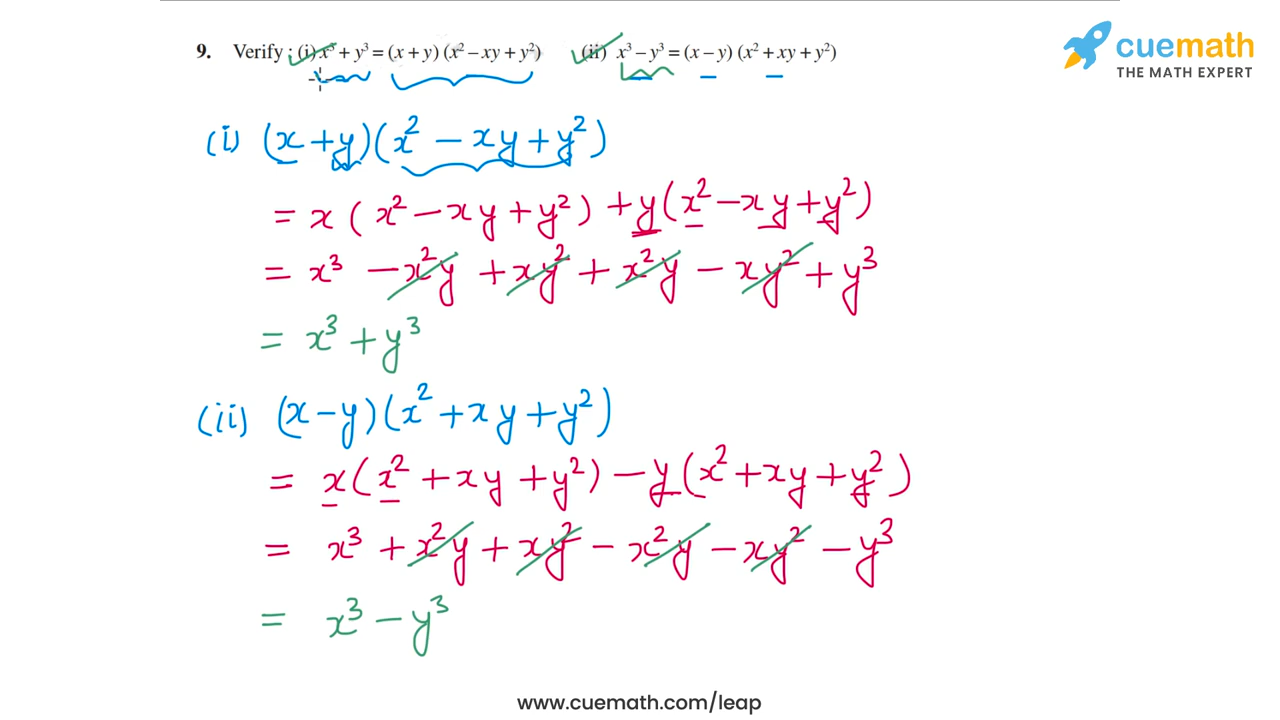 cuemath
THE MATH EXPERT
9. Verify : (i) x³ + y³ = (x + y) (x² – xy + y²) (ii) x³ – y³ = (x – y) (x² + xy + y²)
(i) (x + y)(x² – xy + y²)
= x(x² – xy + y²) + y(x² – xy + y²)
= x³ – x²y + xy² + x²y – xy² + y³
= x³ + y³
(ii) (x – y)(x² + xy + y²)
= x(x² + xy + y²) – y(x² + xy + y²)
= x³ + x²y + xy² – x²y – xy² – y³
= x³ – y³
www.cuemath.com/leap